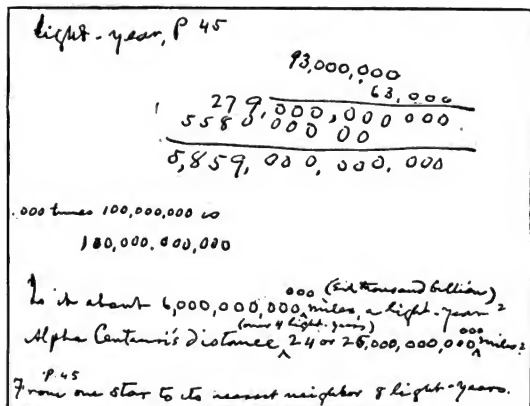 light-year, P 45
93,000,000
63,000
279,000,000 000
5580 000 00
5,859,000,000,000
.000 times 100,000,000 is
100,000.000,000
000 (six thousand billion)
Is it about 6,000,000,000 ^ miles, a light-year?
(over 4 light-years) 000
Alpha Centauri's distance ^ 24 or 25,000,000,000 ^ miles?
P 45
From one star to its nearest neighbor 8 light-years.